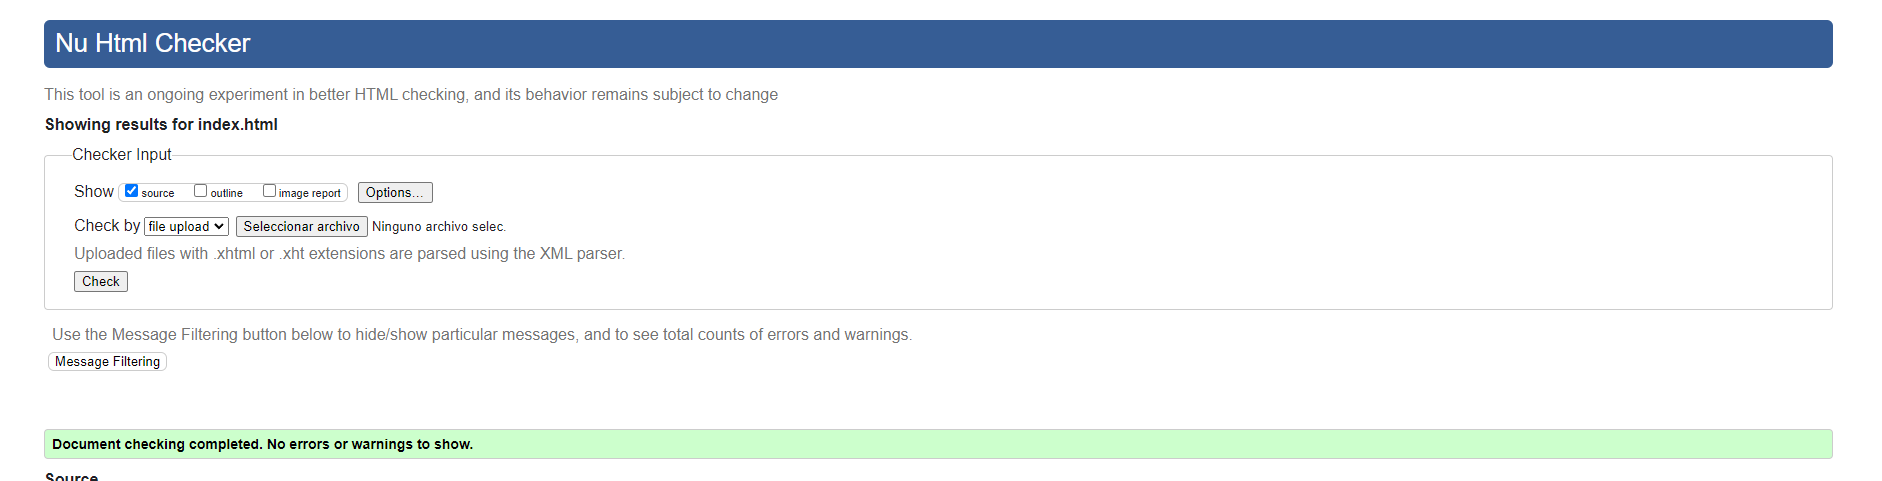 Nu Html Checker
This tool is an ongoing experiment in better HTML checking, and its behavior remains subject to change
Showing results for index.html
Checker Input
Show source outline image report Options...
Check by file upload Seleccionar archivo Ninguno archivo selec.
Uploaded files with .xhtml or .xht extensions are parsed using the XML parser.
Check
Use the Message Filtering button below to hide/show particular messages, and to see total counts of errors and warnings.
Message Filtering
Document checking completed. No errors or warnings to show.
Source